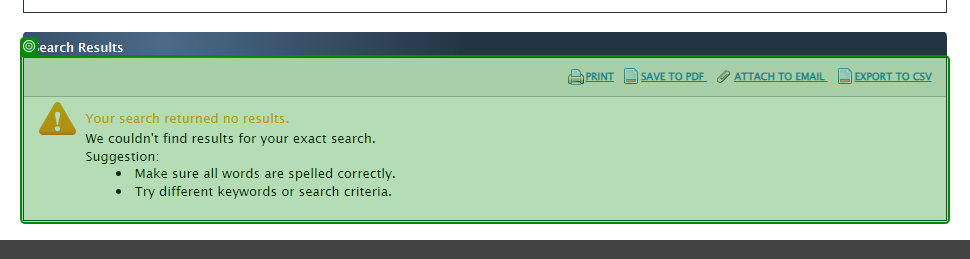 Search Results
PRINT SAVE TO PDF ATTACH TO EMAIL EXPORT TO CSV
Your search returned no results.
We couldn't find results for your exact search.
Suggestion:
• Make sure all words are spelled correctly.
• Try different keywords or search criteria.